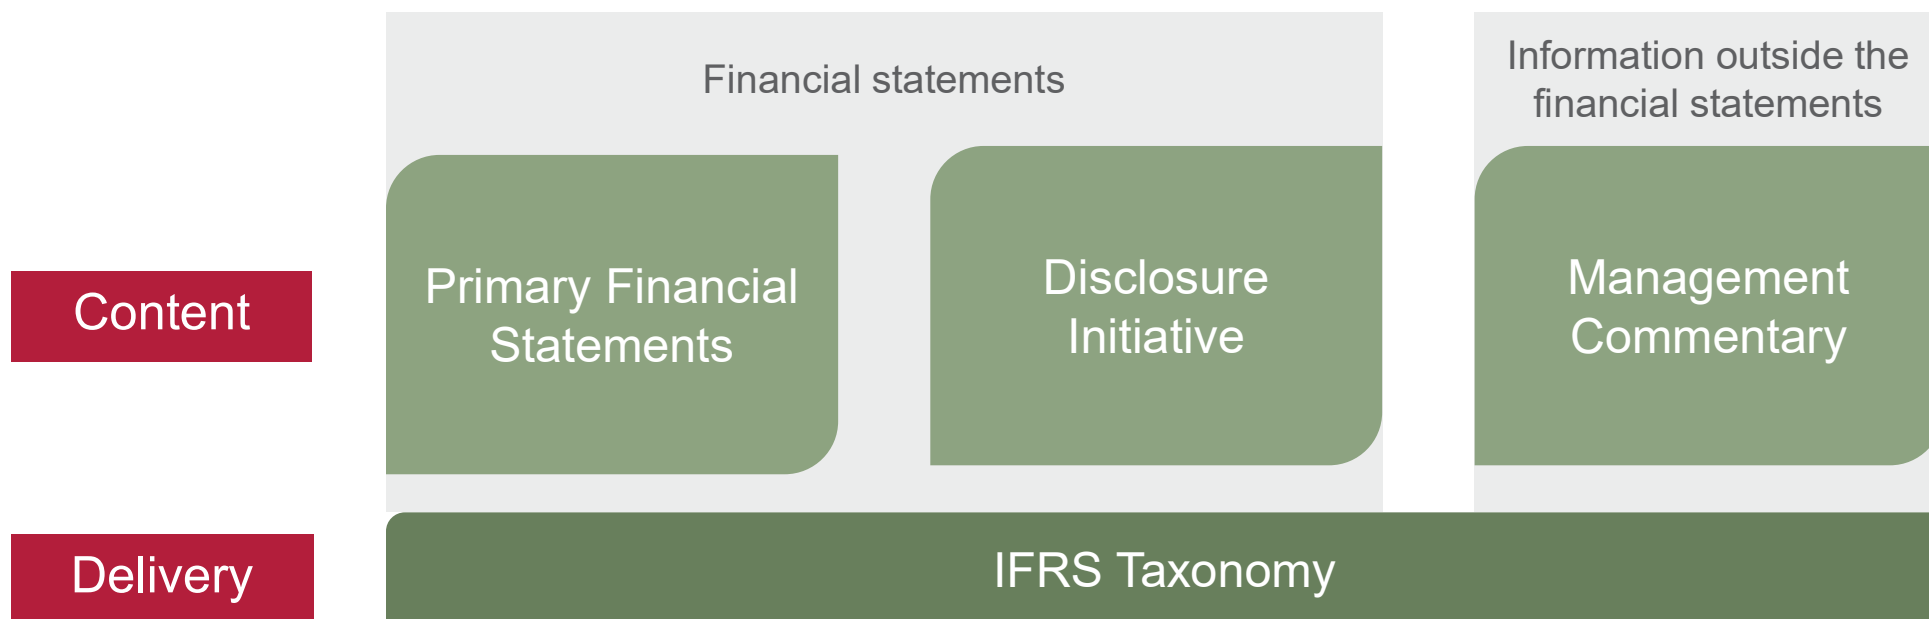 Financial statements
Information outside the
financial statements
Content
Primary Financial
Statements
Disclosure
Initiative
Management
Commentary
Delivery
IFRS Taxonomy